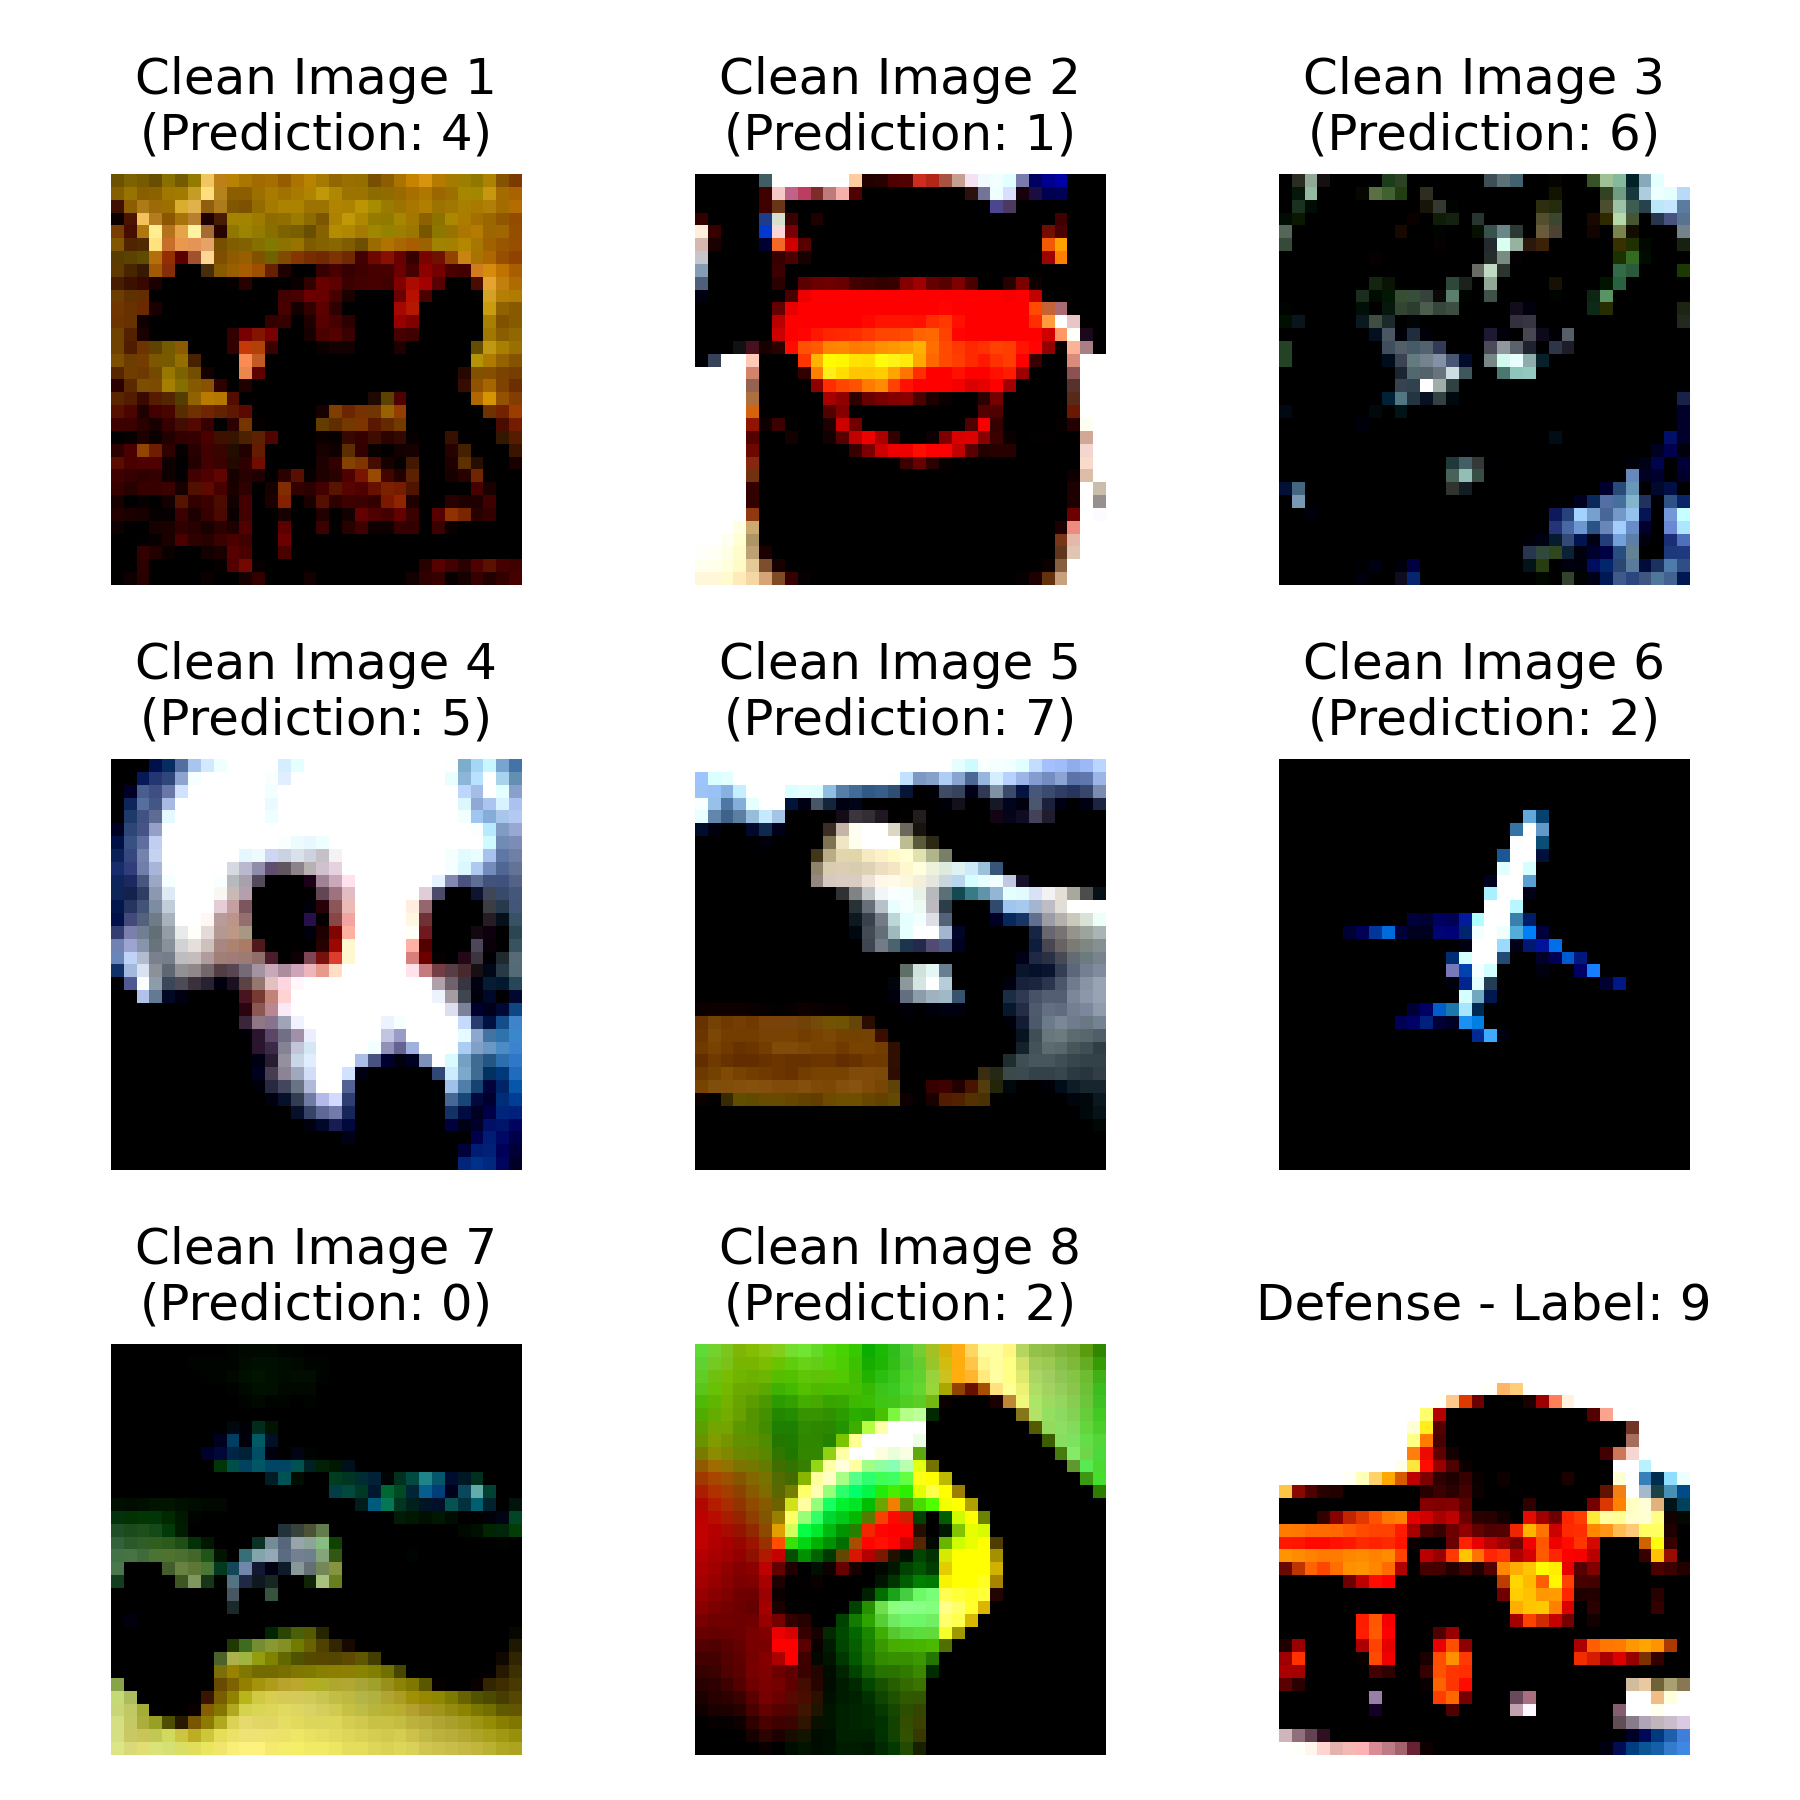 Clean Image 1
(Prediction: 4)
Clean Image 2
(Prediction: 1)
Clean Image 3
(Prediction: 6)
Clean Image 4
(Prediction: 5)
Clean Image 5
(Prediction: 7)
Clean Image 6
(Prediction: 2)
Clean Image 7
(Prediction: 0)
Clean Image 8
(Prediction: 2)
Defense - Label: 9